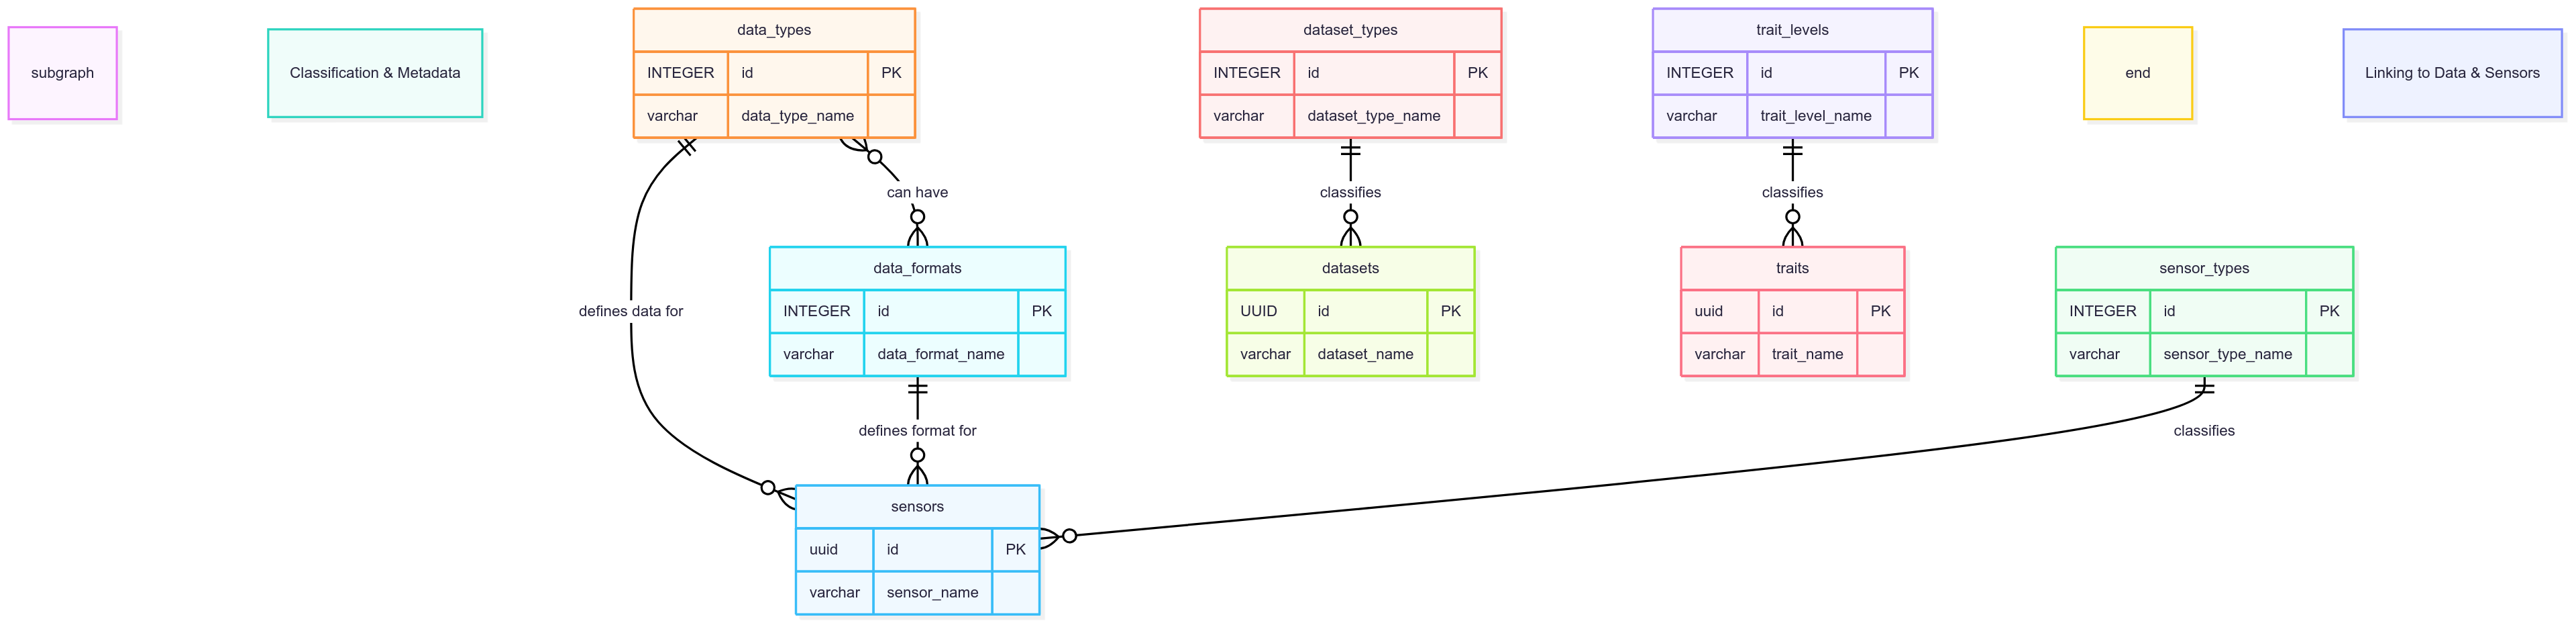 subgraph
Classification & Metadata
data_types
INTEGER id PK
varchar data_type_name
dataset_types
INTEGER id PK
varchar dataset_type_name
trait_levels
INTEGER id PK
varchar trait_level_name
end
Linking to Data & Sensors
can have
classifies
classifies
data_formats
INTEGER id PK
varchar data_format_name
datasets
UUID id PK
varchar dataset_name
traits
uuid id PK
varchar trait_name
sensor_types
INTEGER id PK
varchar sensor_type_name
defines data for
defines format for
classifies
sensors
uuid id PK
varchar sensor_name